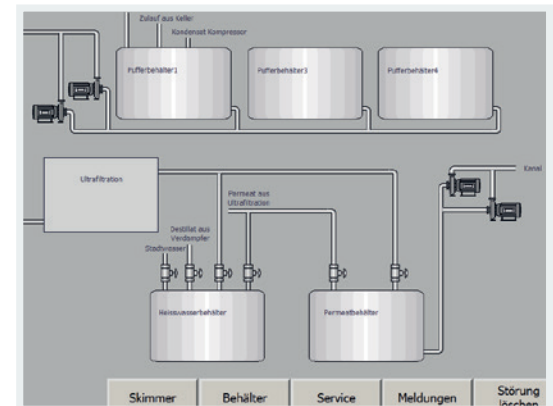 Zulauf aus Keller
Kondensat Kompressor
Pufferbehälter1
Pufferbehälter3
Pufferbehälter4
Ultrafiltration
Kanal
Permeat aus
Ultrafiltration
Destillat aus
Verdampfer
Stadtwasser
Heisswasserbehälter
Permeatbehälter
Skimmer
Behälter
Service
Meldungen
Störung
löschen